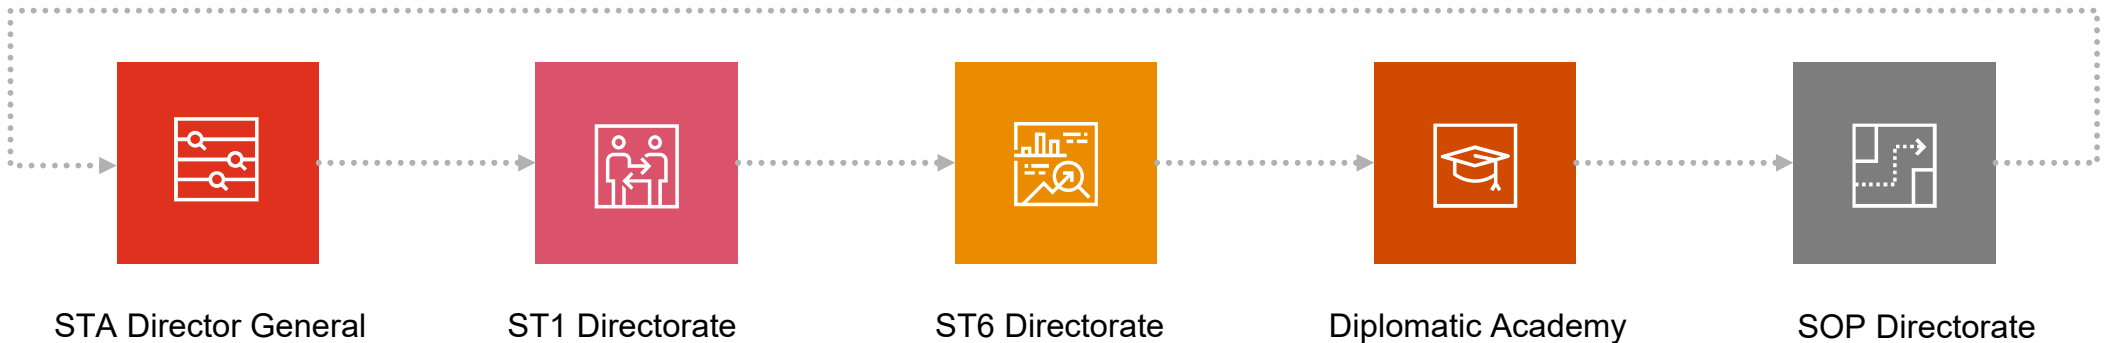 STA Director General
ST1 Directorate
ST6 Directorate
Diplomatic Academy
SOP Directorate